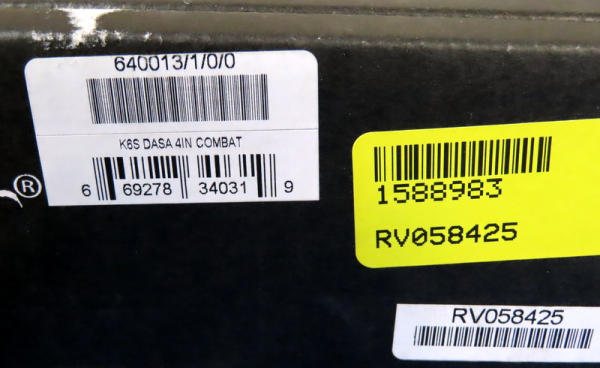 640013/1/0/0
K6S DASA 4IN COMBAT
6 69278 34031 9
®
1588983
RV058425
RV058425